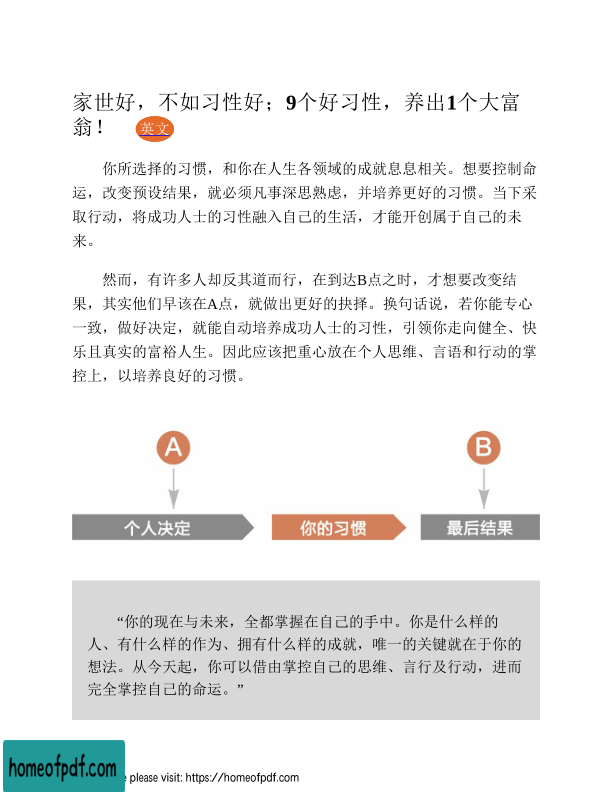 家世好，不如习性好；9个好习性，养出1个大富
翁！ 英文
你所选择的习惯，和你在人生各领域的成就息息相关。想要控制命
运，改变预设结果，就必须凡事深思熟虑，并培养更好的习惯。当下采
取行动，将成功人士的习性融入自己的生活，才能开创属于自己的未
来。
然而，有许多人却反其道而行，在到达B点之时，才想要改变结
果，其实他们早该在A点，就做出更好的抉择。换句话说，若你能专心
一致，做好决定，就能自动培养成功人士的习性，引领你走向健全、快
乐且真实的富裕人生。因此应该把重心放在个人思维、言语和行动的掌
控上，以培养良好的习惯。
A B
个人决定 你的习惯 最后结果
“你的现在与未来，全都掌握在自己的手中。你是什么样的
人、有什么样的作为、拥有什么样的成就，唯一的关键就在于你的
想法。从今天起，你可以借由掌控自己的思维、言行及行动，进而
完全掌控自己的命运。”
homeofpdf.com
e please visit: https://homeofpdf.com